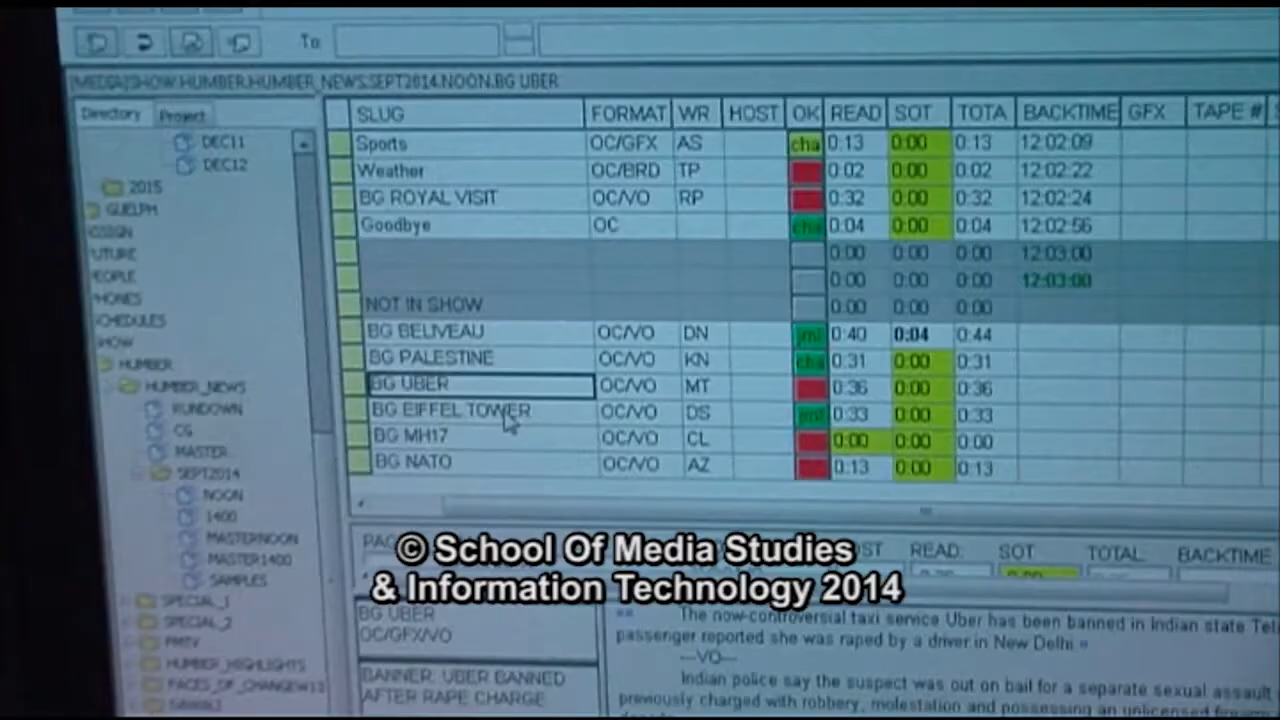 To
[MEDIA]SHOW.HUMBER.HUMBER_NEWS.SEPT2014.NOON.BG UBER
Directory Project
DEC11
DEC12
2015
GUELPH
HUMBER
HUMBER_NEWS
RUNDOWN
CG
MASTER
SEPT2014
NOON
1400
MASTERNOON
MASTER1400
SAMPLES
SPECIAL_1
SPECIAL_2
HUMBER_HIGHLIGHTS
FACES_OF_CHANGEW13
SLUG FORMAT WR HOST OK READ SOT TOTA BACKTIME GFX TAPE #
Sports OC/GFX AS cha 0:13 0:00 0:13 12:02:09
Weather OC/BRD TP 0:02 0:00 0:02 12:02:22
BG ROYAL VISIT OC/VO RP 0:32 0:00 0:32 12:02:24
Goodbye OC cha 0:04 0:00 0:04 12:02:56
0:00 0:00 0:00 12:03:00
0:00 0:00 0:00 12:03:00
NOT IN SHOW 0:00 0:00 0:00
BG BELIVEAU OC/VO DN jml 0:40 0:04 0:44
BG PALESTINE OC/VO KN cha 0:31 0:00 0:31
BG UBER OC/VO MT 0:36 0:00 0:36
BG EIFFEL TOWER OC/VO DS jml 0:33 0:00 0:33
BG MH17 OC/VO CL 0:00 0:00 0:00
BG NATO OC/VO AZ 0:13 0:00 0:13
READ: SOT TOTAL BACKTIME
© School Of Media Studies
& Information Technology 2014
BG UBER
OC/GFX/VO
BANNER: UBER BANNED
AFTER RAPE CHARGE
The now-controversial taxi service Uber has been banned in Indian state
passenger reported she was raped by a driver in New Delhi.
---VO---
Indian police say the suspect was out on bail for a separate sexual assault
previously charged with robbery, molestation and possessing an unlicensed